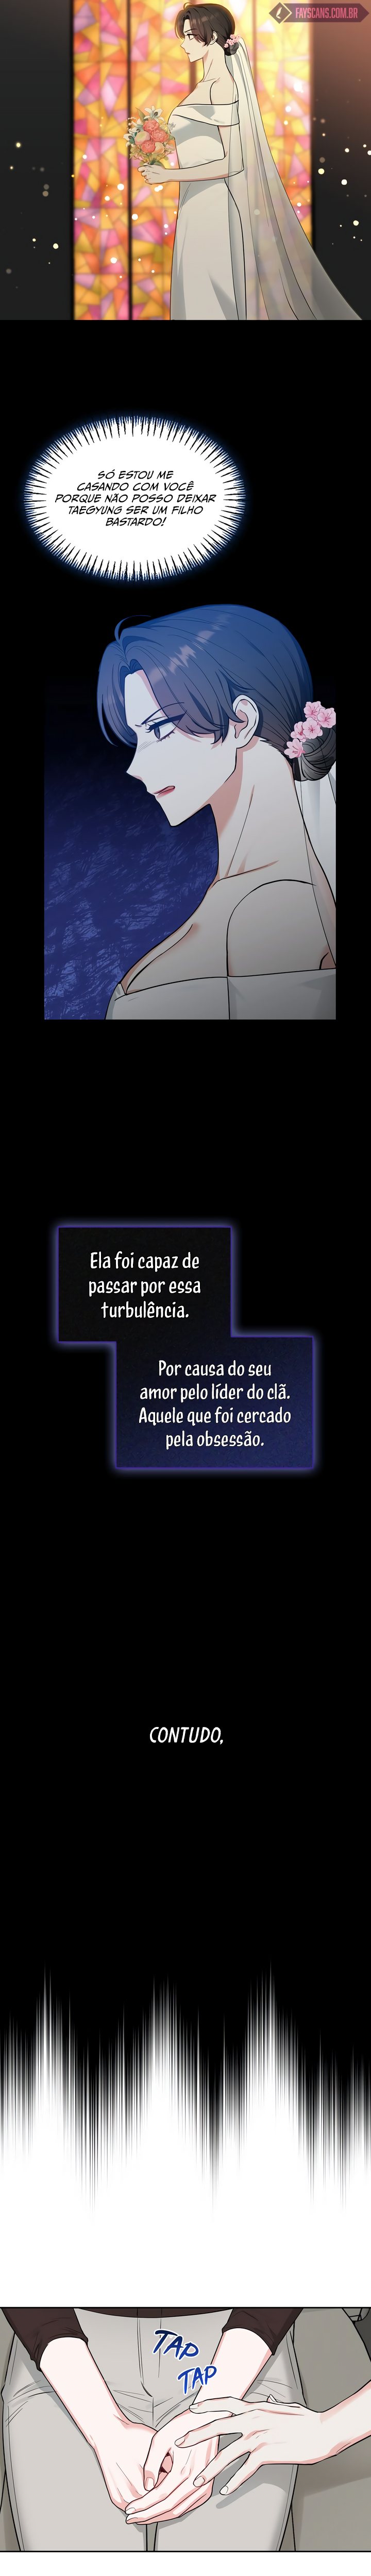 FAYSCANS.COM.BR
SÓ ESTOU ME
CASANDO COM VOCÊ
PORQUE NÃO POSSO DEIXAR
TAEGYUNG SER UM FILHO
BASTARDO!
Ela foi capaz de
passar por essa
turbulência.
Por causa do seu
amor pelo líder do clã.
Aquele que foi cercado
pela obsessão.
CONTUDO,
TAP
TAP